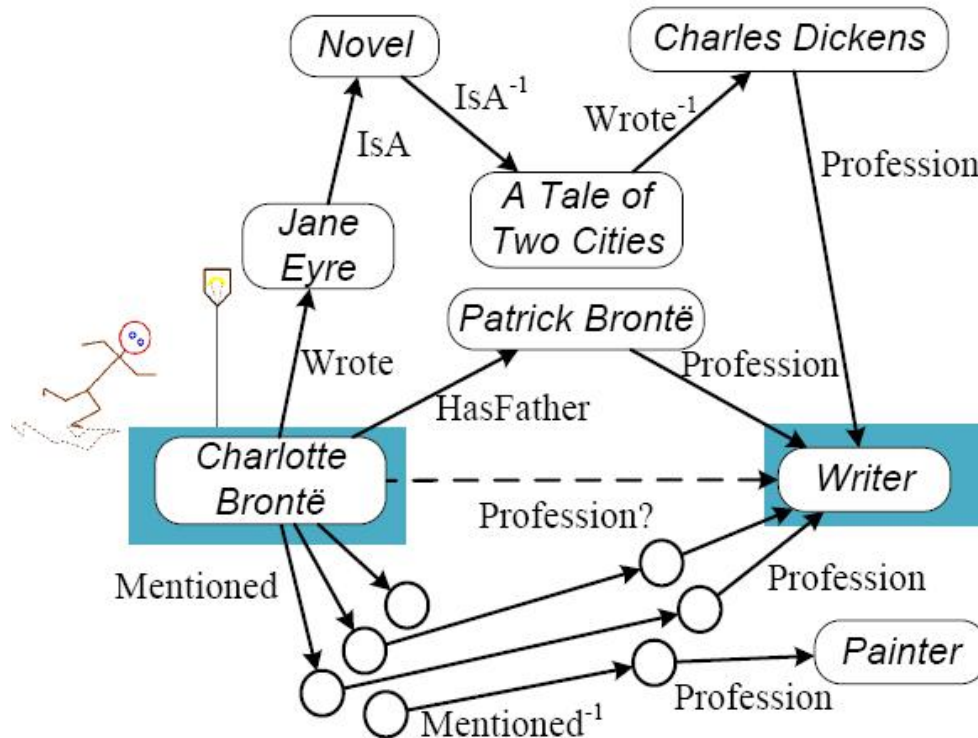 Novel
Charles Dickens
IsA⁻¹
Wrote⁻¹
IsA
Profession
Jane
Eyre
A Tale of
Two Cities
Patrick Brontë
Wrote
Profession
HasFather
Charlotte
Brontë
Writer
Profession?
Mentioned
Profession
Painter
Profession
Mentioned⁻¹